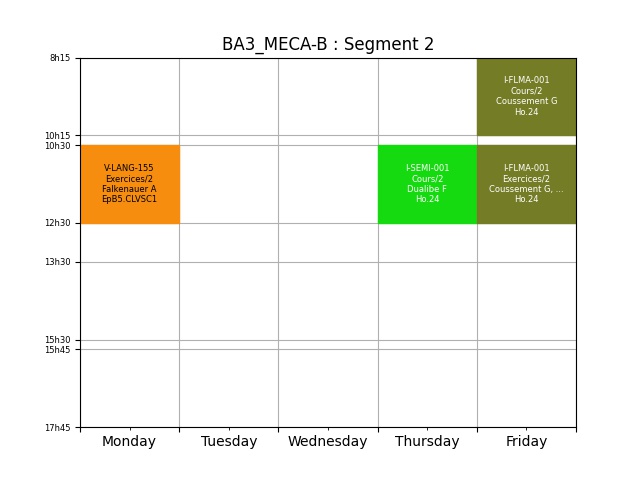 BA3_MECA-B : Segment 2
8h15
I-FLMA-001
Cours/2
Coussement G
Ho.24
10h15
10h30
V-LANG-155
Exercices/2
Falkenauer A
EpB5.CLVSC1
I-SEMI-001
Cours/2
Dualibe F
Ho.24
I-FLMA-001
Exercices/2
Coussement G, ...
Ho.24
12h30
13h30
15h30
15h45
17h45
Monday
Tuesday
Wednesday
Thursday
Friday